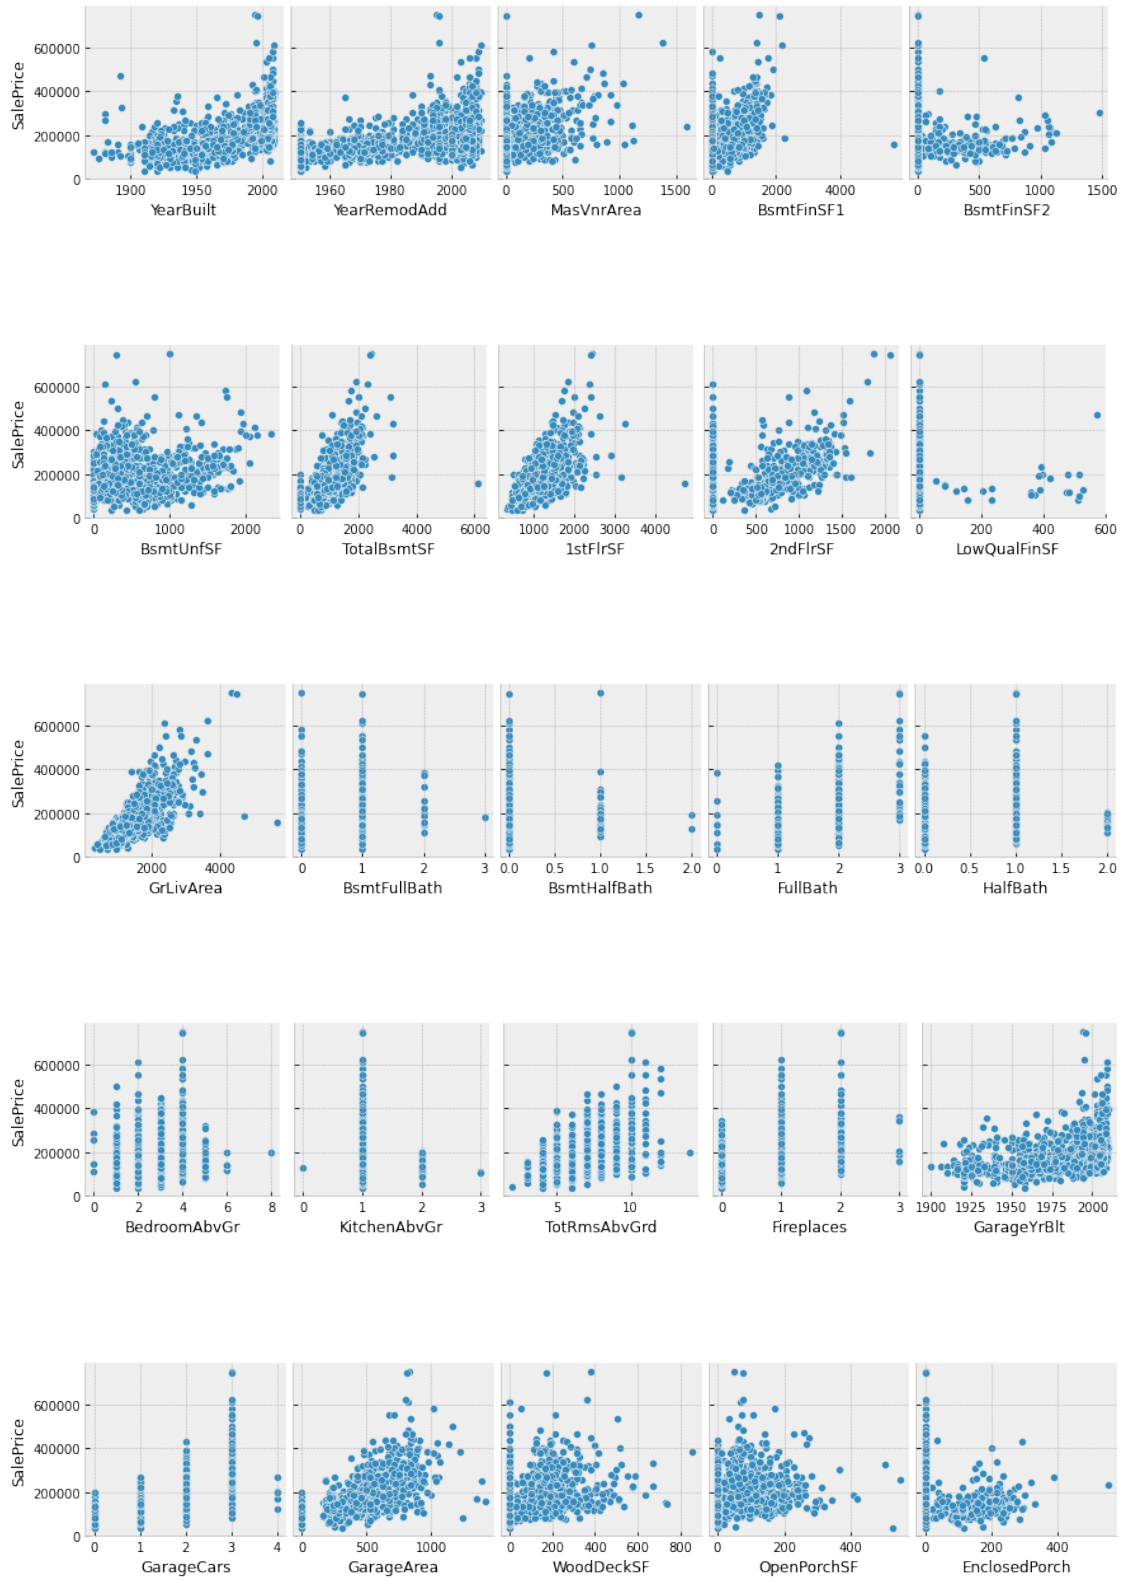 SalePrice
600000
400000
200000
0
1900 1950 2000
1960 1980 2000
0 500 1000 1500
0 2000 4000
0 500 1000 1500
YearBuilt YearRemodAdd MasVnrArea BsmtFinSF1 BsmtFinSF2
SalePrice
600000
400000
200000
0
0 1000 2000
0 2000 4000 6000
1000 2000 3000 4000
0 500 1000 1500 2000
0 200 400 600
BsmtUnfSF TotalBsmtSF 1stFlrSF 2ndFlrSF LowQualFinSF
SalePrice
600000
400000
200000
0
2000 4000
0 1 2 3
0.0 0.5 1.0 1.5 2.0
0 1 2 3
0.0 0.5 1.0 1.5 2.0
GrLivArea BsmtFullBath BsmtHalfBath FullBath HalfBath
SalePrice
600000
400000
200000
0
0 2 4 6 8
0 1 2 3
5 10
0 1 2 3
1900 1925 1950 1975 2000
BedroomAbvGr KitchenAbvGr TotRmsAbvGrd Fireplaces GarageYrBlt
SalePrice
600000
400000
200000
0
0 1 2 3 4
0 500 1000
0 200 400 600 800
0 200 400
0 200 400
GarageCars GarageArea WoodDeckSF OpenPorchSF EnclosedPorch